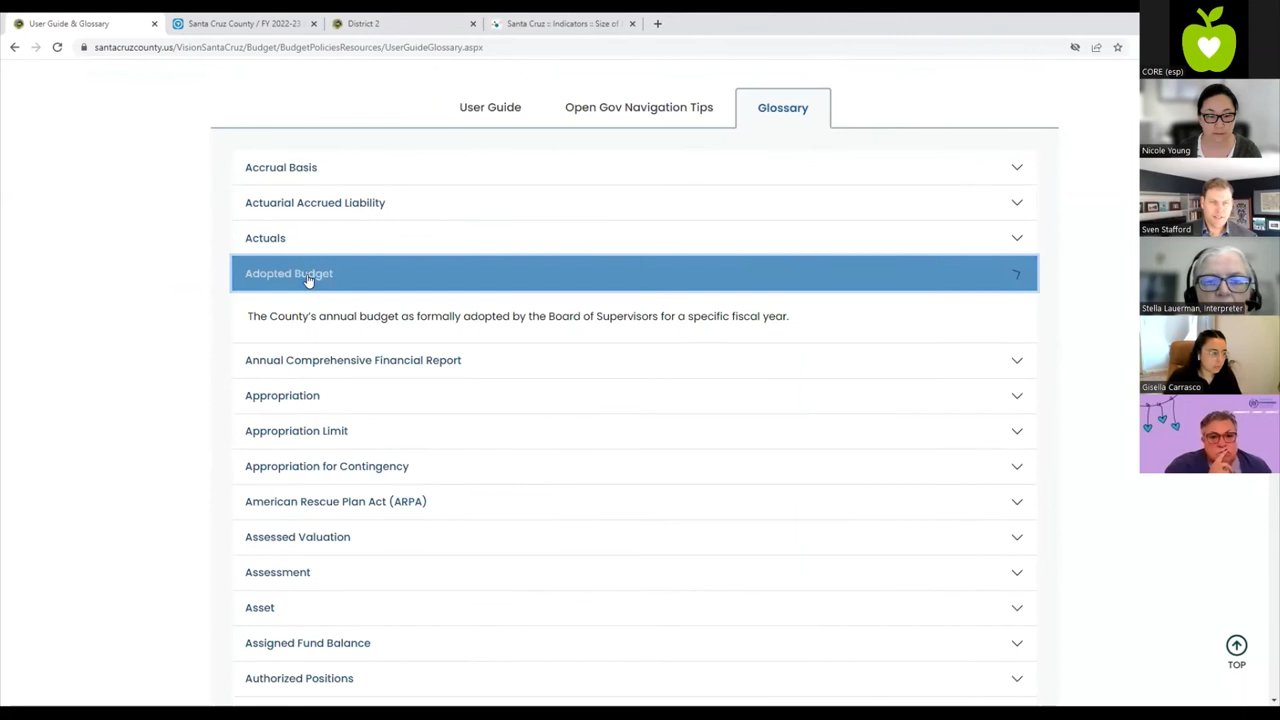 User Guide & Glossary
Santa Cruz County / FY 2022-23
District 2
Santa Cruz :: Indicators :: Size of
santacruzcounty.us/VisionSantaCruz/Budget/BudgetPoliciesResources/UserGuideGlossary.aspx
User Guide
Open Gov Navigation Tips
Glossary
Accrual Basis
Actuarial Accrued Liability
Actuals
Adopted Budget
The County's annual budget as formally adopted by the Board of Supervisors for a specific fiscal year.
Annual Comprehensive Financial Report
Appropriation
Appropriation Limit
Appropriation for Contingency
American Rescue Plan Act (ARPA)
Assessed Valuation
Assessment
Asset
Assigned Fund Balance
Authorized Positions
TOP
CORE (esp)
Nicole Young
Sven Stafford
Stella Lauerman, Interpreter
Gisella Carrasco